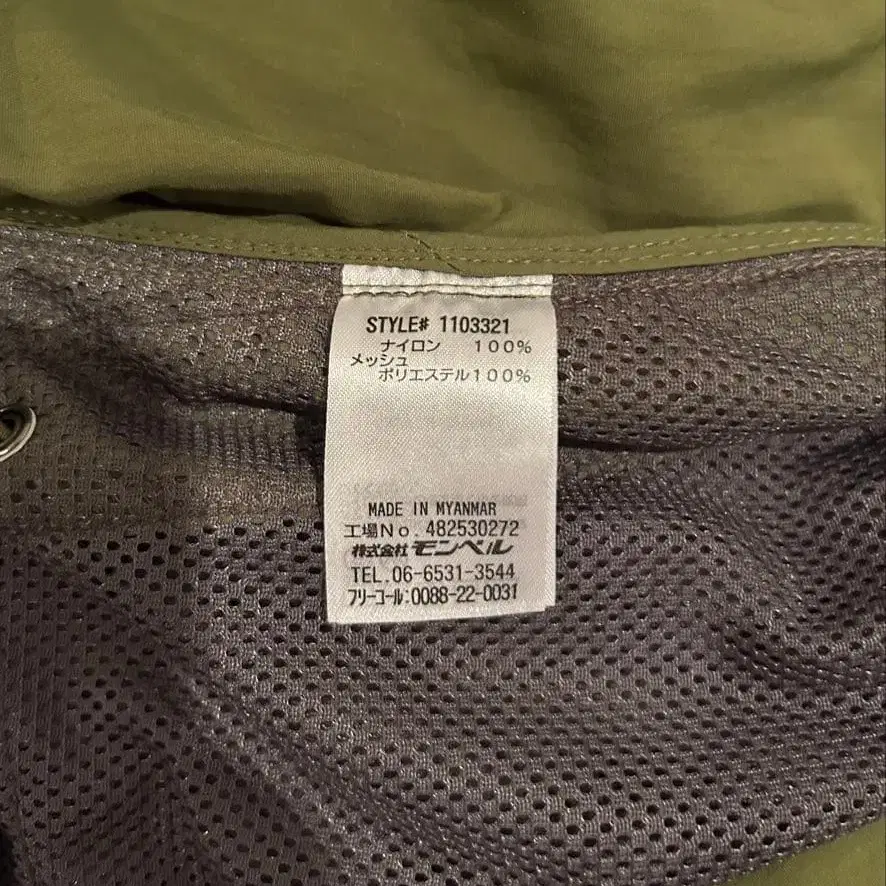 STYLE# 1103321
ナイロン 100%
メッシュ
ポリエステル100%
MADE IN MYANMAR
工場No. 482530272
株式会社 モンベル
TEL.06-6531-3544
フリーコール:0088-22-0031